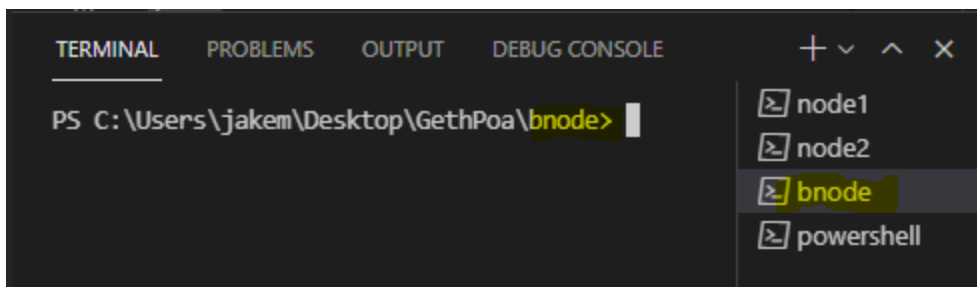 TERMINAL PROBLEMS OUTPUT DEBUG CONSOLE
PS C:\Users\jakem\Desktop\GethPoa\bnode>
node1
node2
bnode
powershell